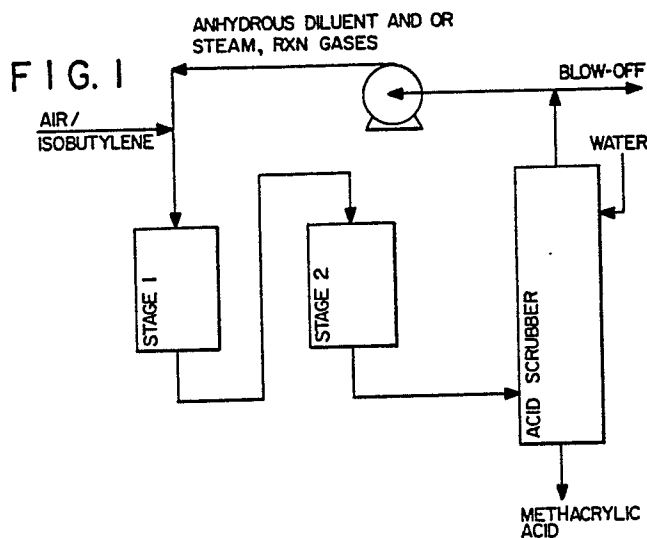 ANHYDROUS DILUENT AND OR
STEAM, RXN GASES
FIG. 1
BLOW-OFF
AIR/
ISOBUTYLENE
WATER
STAGE 1
STAGE 2
ACID SCRUBBER
METHACRYLIC
ACID